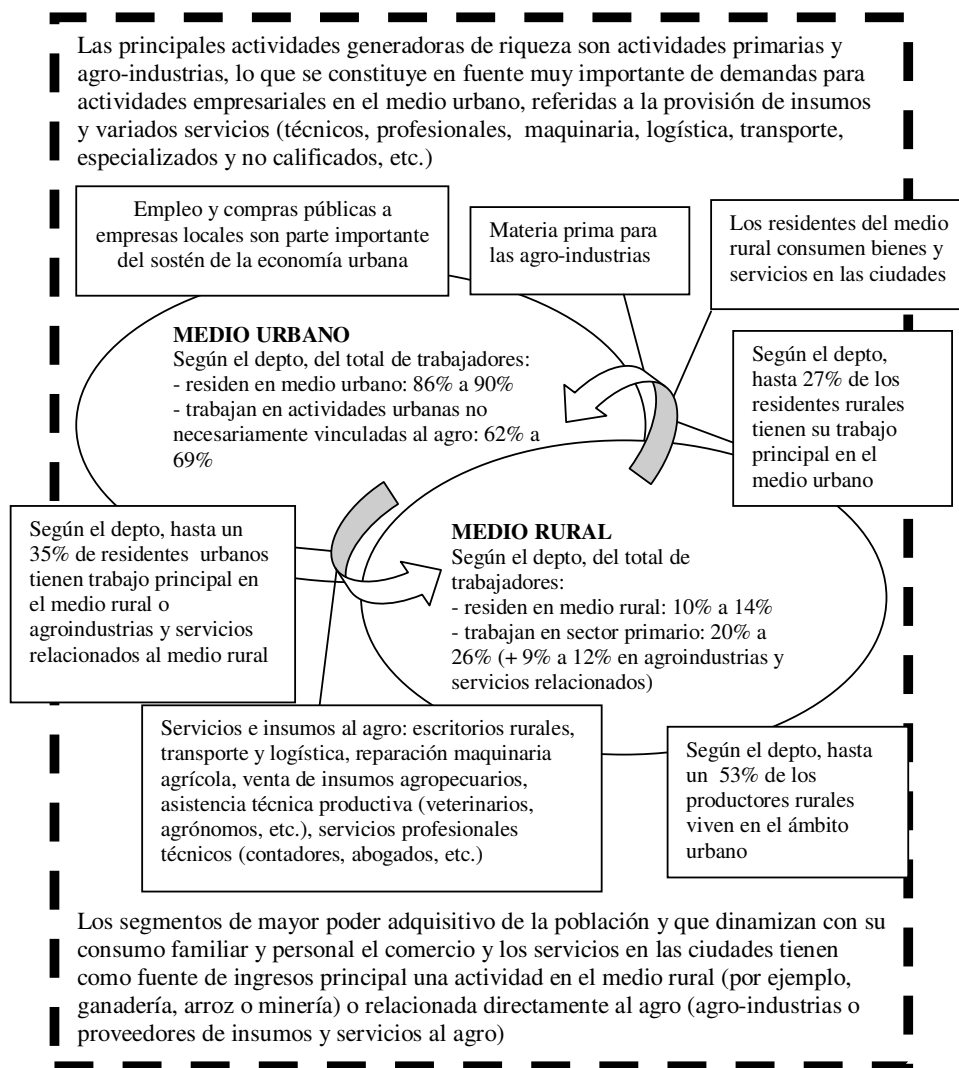 Las principales actividades generadoras de riqueza son actividades primarias y
agro-industrias, lo que se constituye en fuente muy importante de demandas para
actividades empresariales en el medio urbano, referidas a la provisión de insumos
y variados servicios (técnicos, profesionales, maquinaria, logística, transporte,
especializados y no calificados, etc.)
Empleo y compras públicas a
empresas locales son parte importante
del sostén de la economía urbana
Materia prima para
las agro-industrias
Los residentes del medio
rural consumen bienes y
servicios en las ciudades
MEDIO URBANO
Según el depto, del total de trabajadores:
- residen en medio urbano: 86% a 90%
- trabajan en actividades urbanas no
necesariamente vinculadas al agro: 62% a
69%
Según el depto,
hasta 27% de los
residentes rurales
tienen su trabajo
principal en el
medio urbano
Según el depto, hasta un
35% de residentes urbanos
tienen trabajo principal en
el medio rural o
agroindustrias y servicios
relacionados al medio rural
MEDIO RURAL
Según el depto, del total de
trabajadores:
- residen en medio rural: 10% a 14%
- trabajan en sector primario: 20% a
26% (+ 9% a 12% en agroindustrias y
servicios relacionados)
Servicios e insumos al agro: escritorios rurales,
transporte y logística, reparación maquinaria
agrícola, venta de insumos agropecuarios,
asistencia técnica productiva (veterinarios,
agrónomos, etc.), servicios profesionales
técnicos (contadores, abogados, etc.)
Según el depto, hasta
un 53% de los
productores rurales
viven en el ámbito
urbano
Los segmentos de mayor poder adquisitivo de la población y que dinamizan con su
consumo familiar y personal el comercio y los servicios en las ciudades tienen
como fuente de ingresos principal una actividad en el medio rural (por ejemplo,
ganadería, arroz o minería) o relacionada directamente al agro (agro-industrias o
proveedores de insumos y servicios al agro)